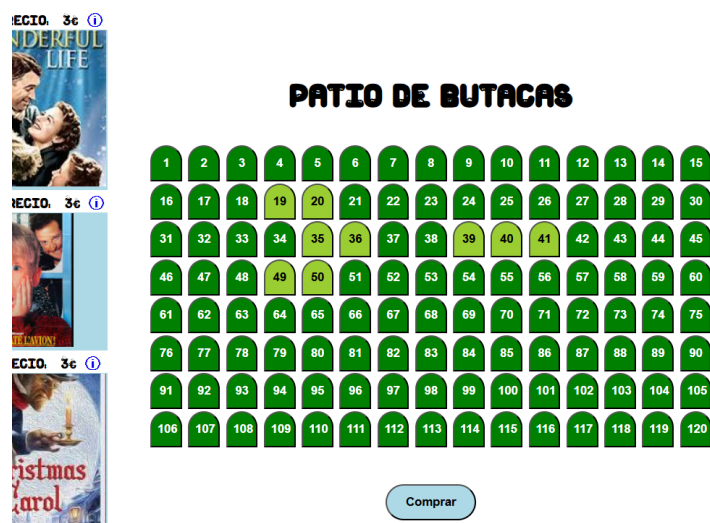 RECIO: 3€ i
NDERFUL
LIFE
RECIO: 3€ i
TE L'AVION!
ECIO: 3€ i
ristmas
Carol
PATIO DE BUTACAS
1 2 3 4 5 6 7 8 9 10 11 12 13 14 15
16 17 18 19 20 21 22 23 24 25 26 27 28 29 30
31 32 33 34 35 36 37 38 39 40 41 42 43 44 45
46 47 48 49 50 51 52 53 54 55 56 57 58 59 60
61 62 63 64 65 66 67 68 69 70 71 72 73 74 75
76 77 78 79 80 81 82 83 84 85 86 87 88 89 90
91 92 93 94 95 96 97 98 99 100 101 102 103 104 105
106 107 108 109 110 111 112 113 114 115 116 117 118 119 120
Comprar